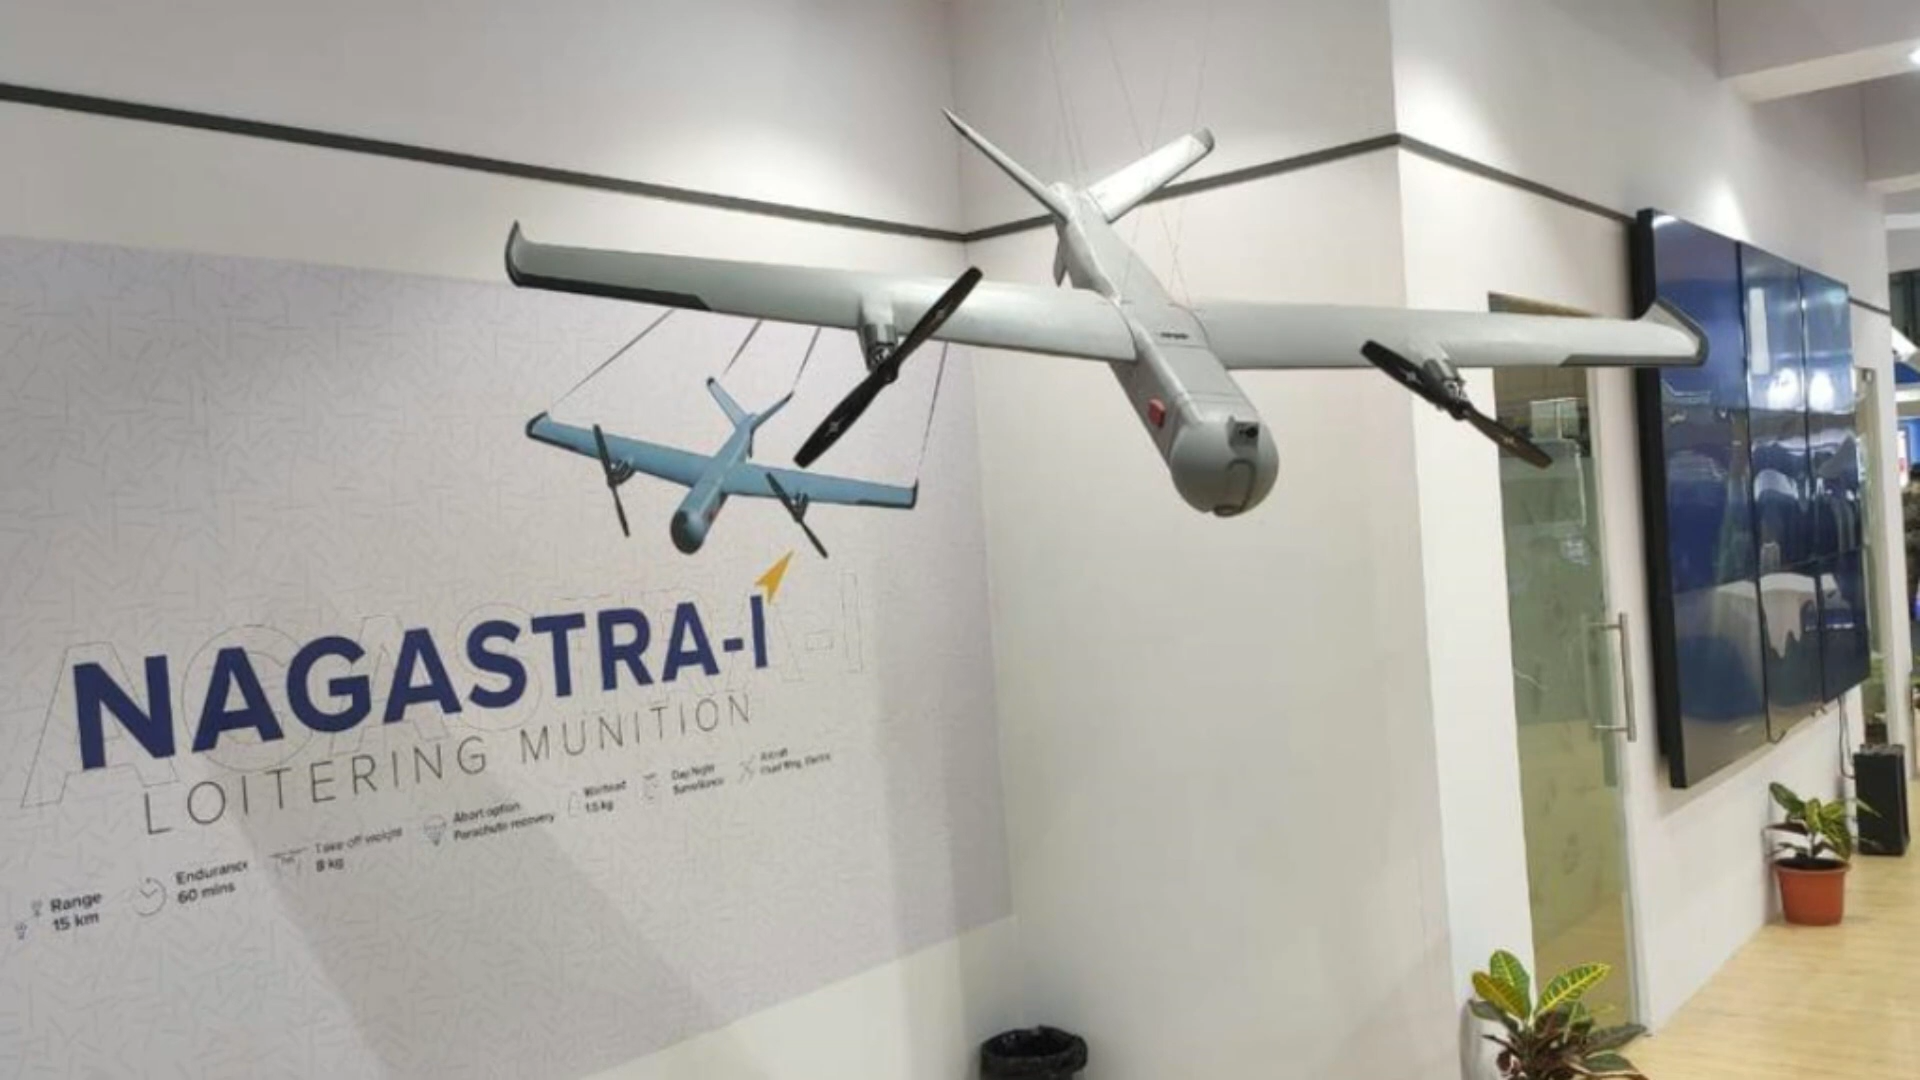 NAGASTRA-I
LOITERING MUNITION
Range
15 km
Endurance
60 mins
Take off weight
8 kg
Abort option
Parachute recovery
Warhead
1.5 kg
Day Night
Surveillance
Aircraft
Fixed Wing, Electric